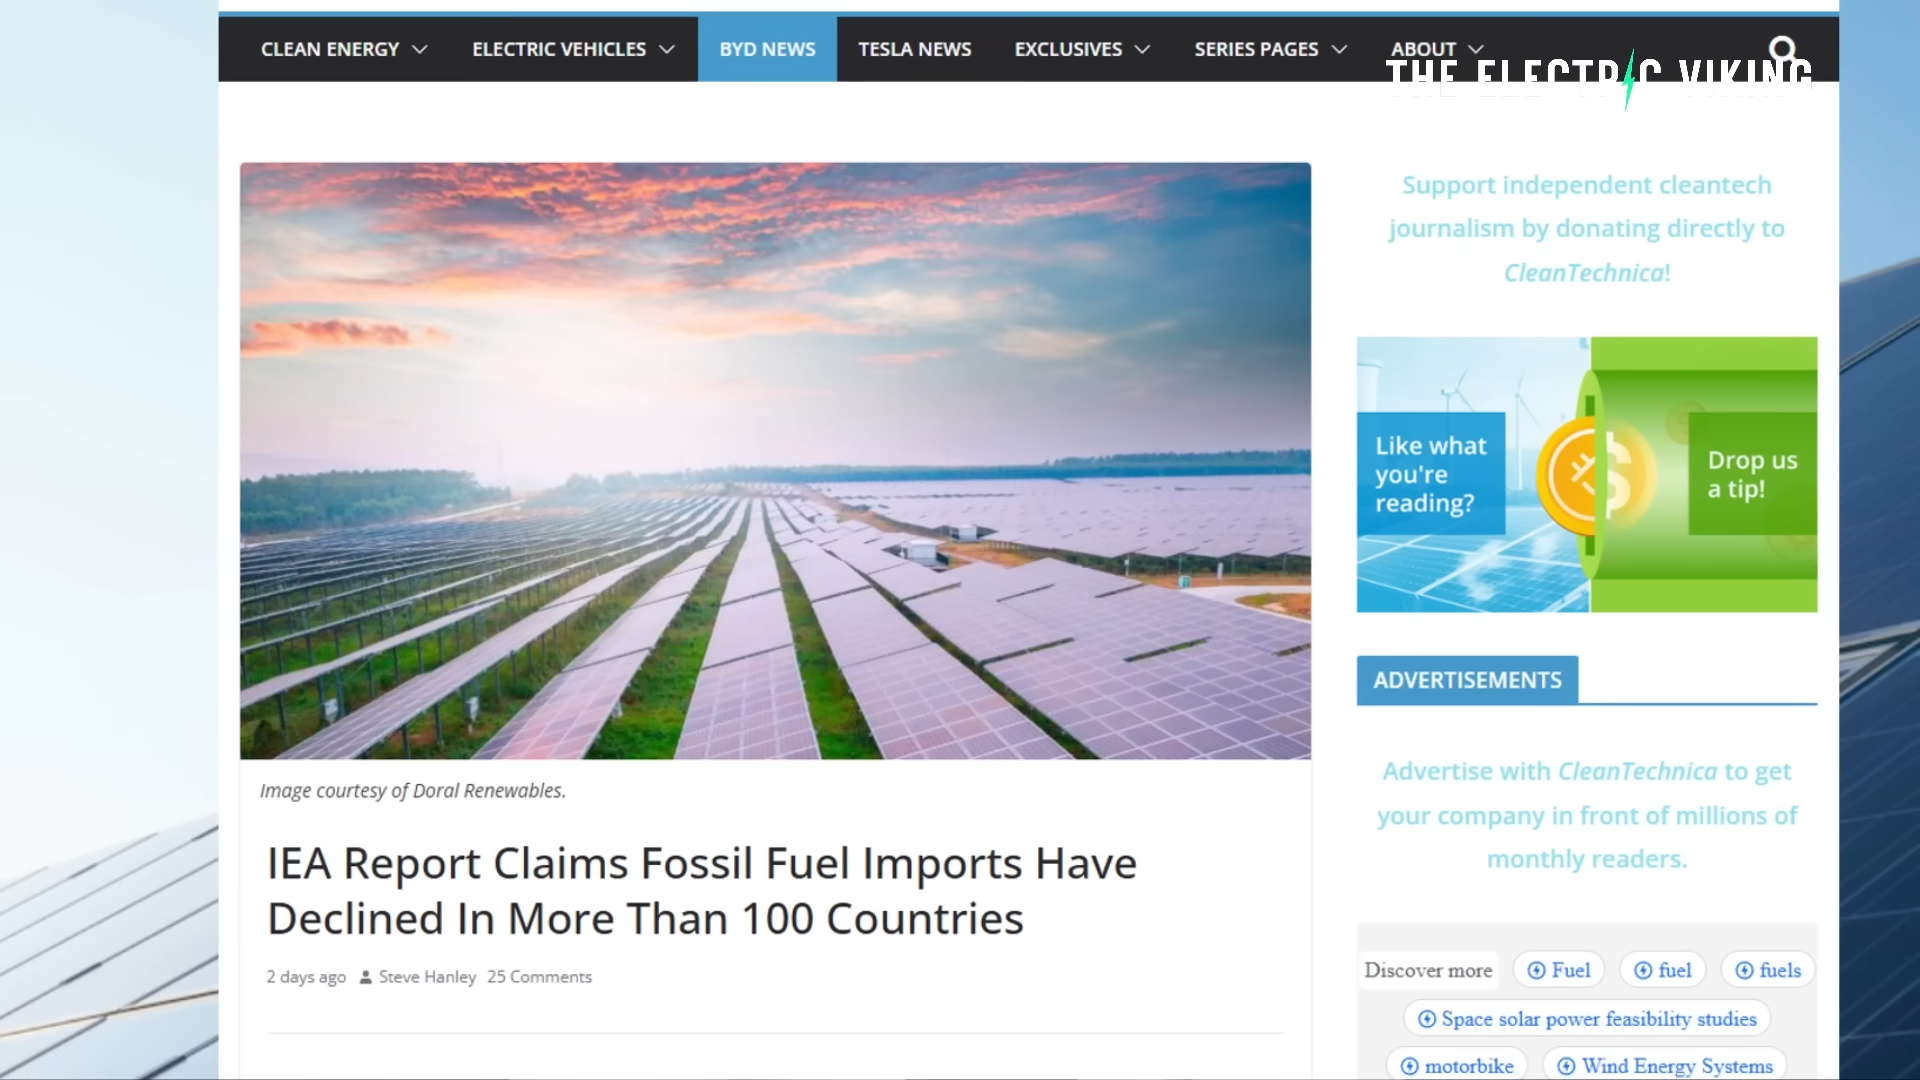 CLEAN ENERGY
ELECTRIC VEHICLES
BYD NEWS
TESLA NEWS
EXCLUSIVES
SERIES PAGES
ABOUT
THE ELECTRIC VIKING
Support independent cleantech
journalism by donating directly to
CleanTechnica!
Like what
you're
reading?
Drop us
a tip!
ADVERTISEMENTS
Advertise with CleanTechnica to get
your company in front of millions of
monthly readers.
Image courtesy of Doral Renewables.
IEA Report Claims Fossil Fuel Imports Have
Declined In More Than 100 Countries
2 days ago Steve Hanley 25 Comments
Discover more Fuel fuel fuels
Space solar power feasibility studies
motorbike Wind Energy Systems